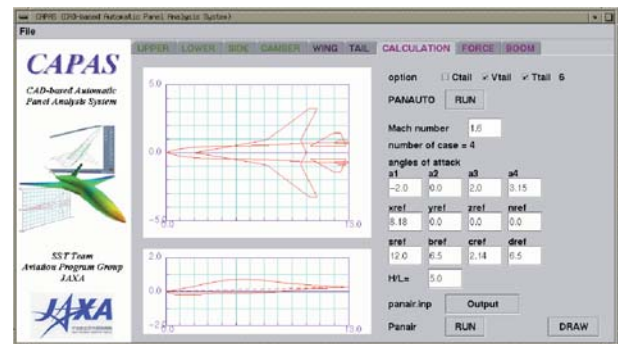 CAPAS (CAD-based Automatic Panel Analysis System)
File
UPPER LOWER SIDE CAMBER WING TAIL CALCULATION FORCE BOOM
CAPAS
CAD-based Automatic
Panel Analysis System
SST Team
Aviation Program Group
JAXA
JAXA
5.0
0.0
-5.0
0.0 15.0
2.0
0.0
-2.0
0.0 15.0
option Ctail Vtail Ttail 6
PANAUTO RUN
Mach number 1.6
number of case = 4
angles of attack
a1 a2 a3 a4
-2.0 0.0 2.0 3.15
xref yref zref nref
8.18 0.0 0.0 0.0
sref bref cref dref
12.0 6.5 2.14 6.5
H/L= 5.0
panair.inp Output
Panair RUN DRAW